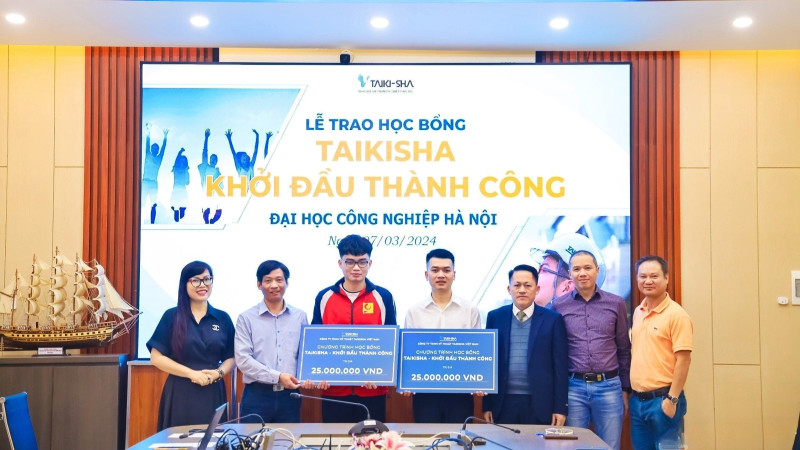 TAIKI-SHA
LỄ TRAO HỌC BỔNG
TAIKISHA
KHỞI ĐẦU THÀNH CÔNG
ĐẠI HỌC CÔNG NGHIỆP HÀ NỘI
07/03/2024
CHƯƠNG TRÌNH HỌC BỔNG
TAIKISHA - KHỞI ĐẦU THÀNH CÔNG
25.000.000 VND
CHƯƠNG TRÌNH HỌC BỔNG
TAIKISHA - KHỞI ĐẦU THÀNH CÔNG
25.000.000 VND